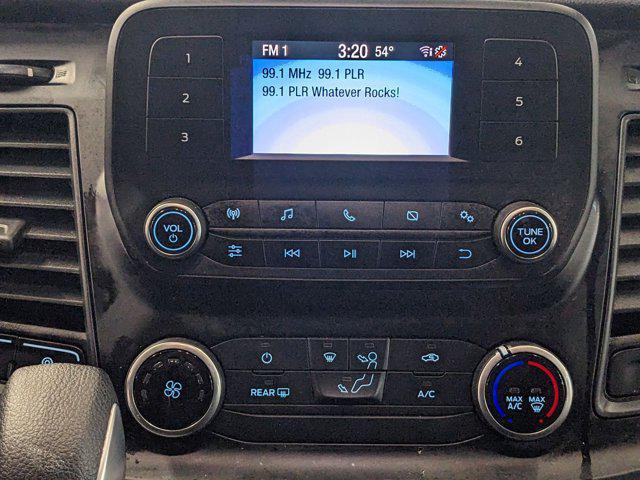 FM 1 3:20 54°
99.1 MHz 99.1 PLR
99.1 PLR Whatever Rocks!
1
2
3
4
5
6
VOL
TUNE
OK
REAR
A/C
MAX
A/C
MAX